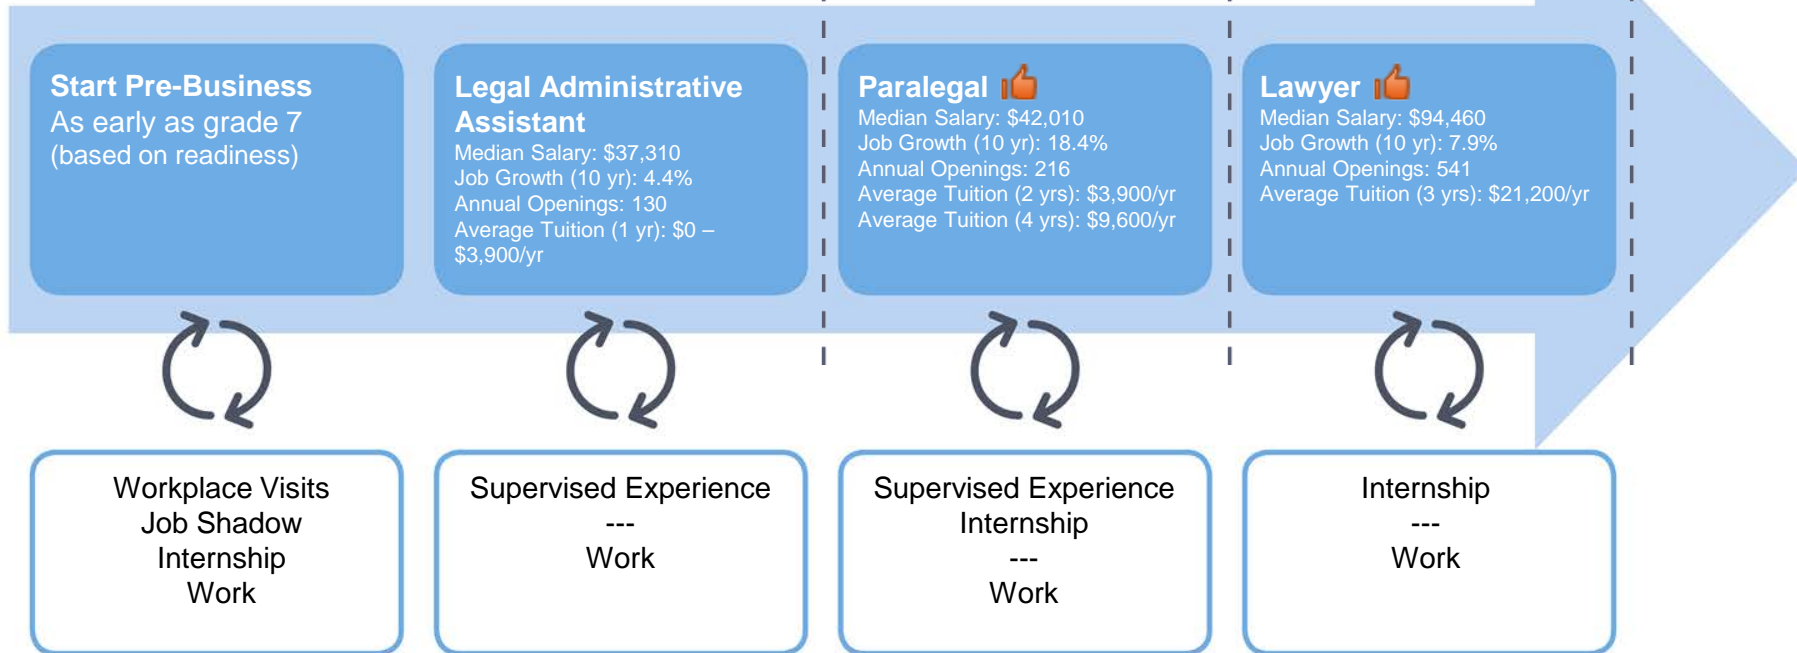 Start Pre-Business
As early as grade 7
(based on readiness)
Legal Administrative
Assistant
Median Salary: $37,310
Job Growth (10 yr): 4.4%
Annual Openings: 130
Average Tuition (1 yr): $0 –
$3,900/yr
Paralegal
Median Salary: $42,010
Job Growth (10 yr): 18.4%
Annual Openings: 216
Average Tuition (2 yrs): $3,900/yr
Average Tuition (4 yrs): $9,600/yr
Lawyer
Median Salary: $94,460
Job Growth (10 yr): 7.9%
Annual Openings: 541
Average Tuition (3 yrs): $21,200/yr
Workplace Visits
Job Shadow
Internship
Work
Supervised Experience
---
Work
Supervised Experience
Internship
---
Work
Internship
---
Work